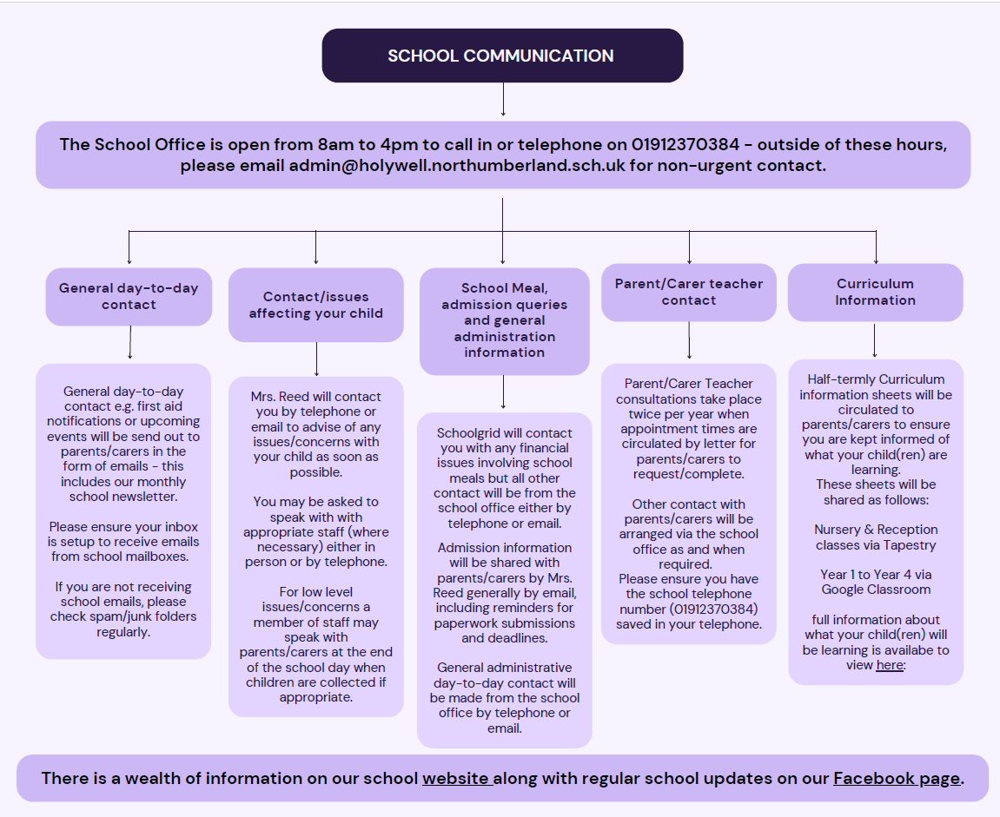 SCHOOL COMMUNICATION
The School Office is open from 8am to 4pm to call in or telephone on 01912370384 - outside of these hours,
please email admin@holywell.northumberland.sch.uk for non-urgent contact.
General day-to-day
contact
General day-to-day
contact e.g. first aid
notifications or upcoming
events will be send out to
parents/carers in the
form of emails - this
includes our monthly
school newsletter.
Please ensure your inbox
is setup to receive emails
from school mailboxes.
If you are not receiving
school emails, please
check spam/junk folders
regularly.
Contact/issues
affecting your child
Mrs. Reed will contact
you by telephone or
email to advise of any
issues/concerns with
your child as soon as
possible.
You may be asked to
speak with with
appropriate staff (where
necessary) either in
person or by telephone.
For low level
issues/concerns a
member of staff may
speak with
parents/carers at the end
of the school day when
children are collected if
appropriate.
School Meal,
admission queries
and general
administration
information
Schoolgrid will contact
you with any financial
issues involving school
meals but all other
contact will be from the
school office either by
telephone or email.
Admission information
will be shared with
parents/carers by Mrs.
Reed generally by email,
including reminders for
paperwork submissions
and deadlines.
General administrative
day-to-day contact will
be made from the school
office by telephone or
email.
Parent/Carer teacher
contact
Parent/Carer Teacher
consultations take place
twice per year when
appointment times are
circulated by letter for
parents/carers to
request/complete.
Other contact with
parents/carers will be
arranged via the school
office as and when
required.
Please ensure you have
the school telephone
number (01912370384)
saved in your telephone.
Curriculum
Information
Half-termly Curriculum
information sheets will be
circulated to
parents/carers to ensure
you are kept informed of
what your child(ren) are
learning.
These sheets will be
shared as follows:
Nursery & Reception
classes via Tapestry
Year 1 to Year 4 via
Google Classroom
full information about
what your child(ren) will
be learning is availabe to
view here:
There is a wealth of information on our school website along with regular school updates on our Facebook page.